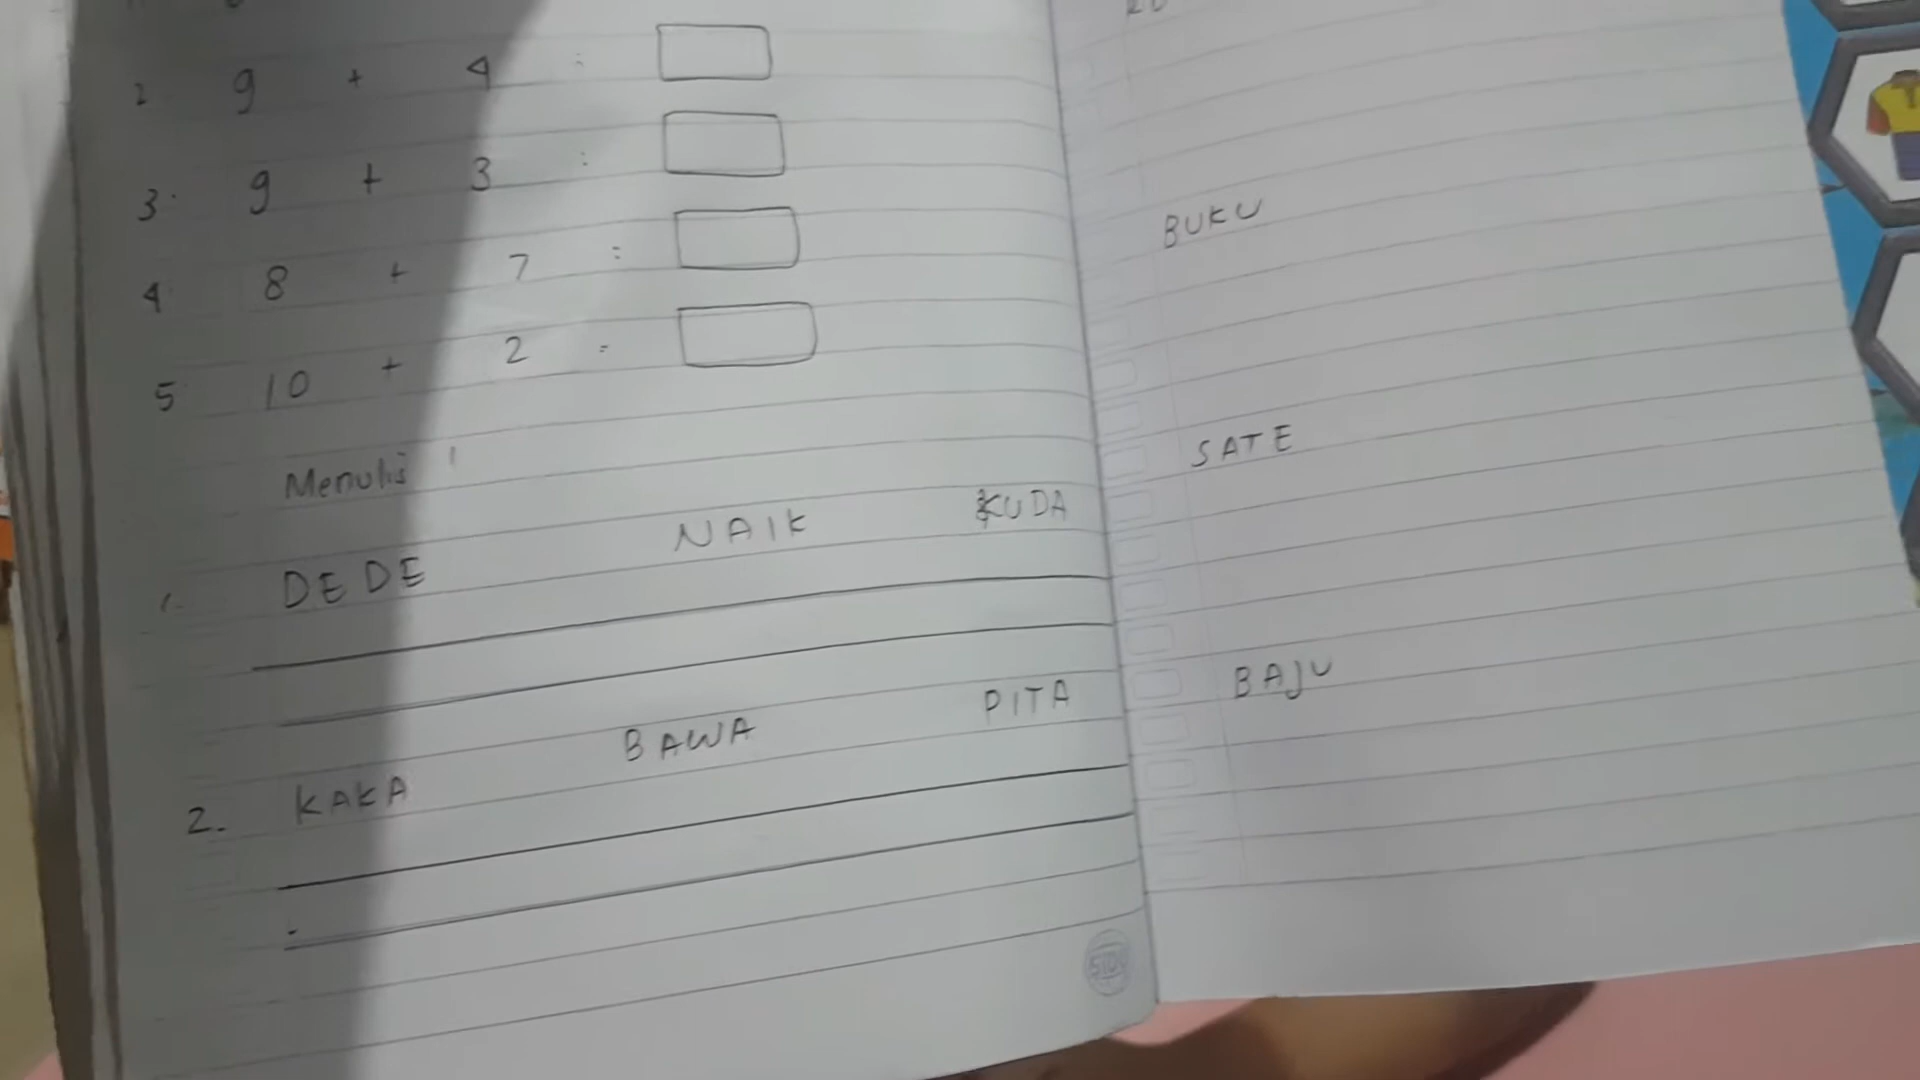 2 9 + 4 =
3. 9 + 3 =
4 8 + 7 =
5 10 + 2 =
Menulis
1. DEDE NAIK KUDA
2. KAKA BAWA PITA
BUKU
SATE
BAJU